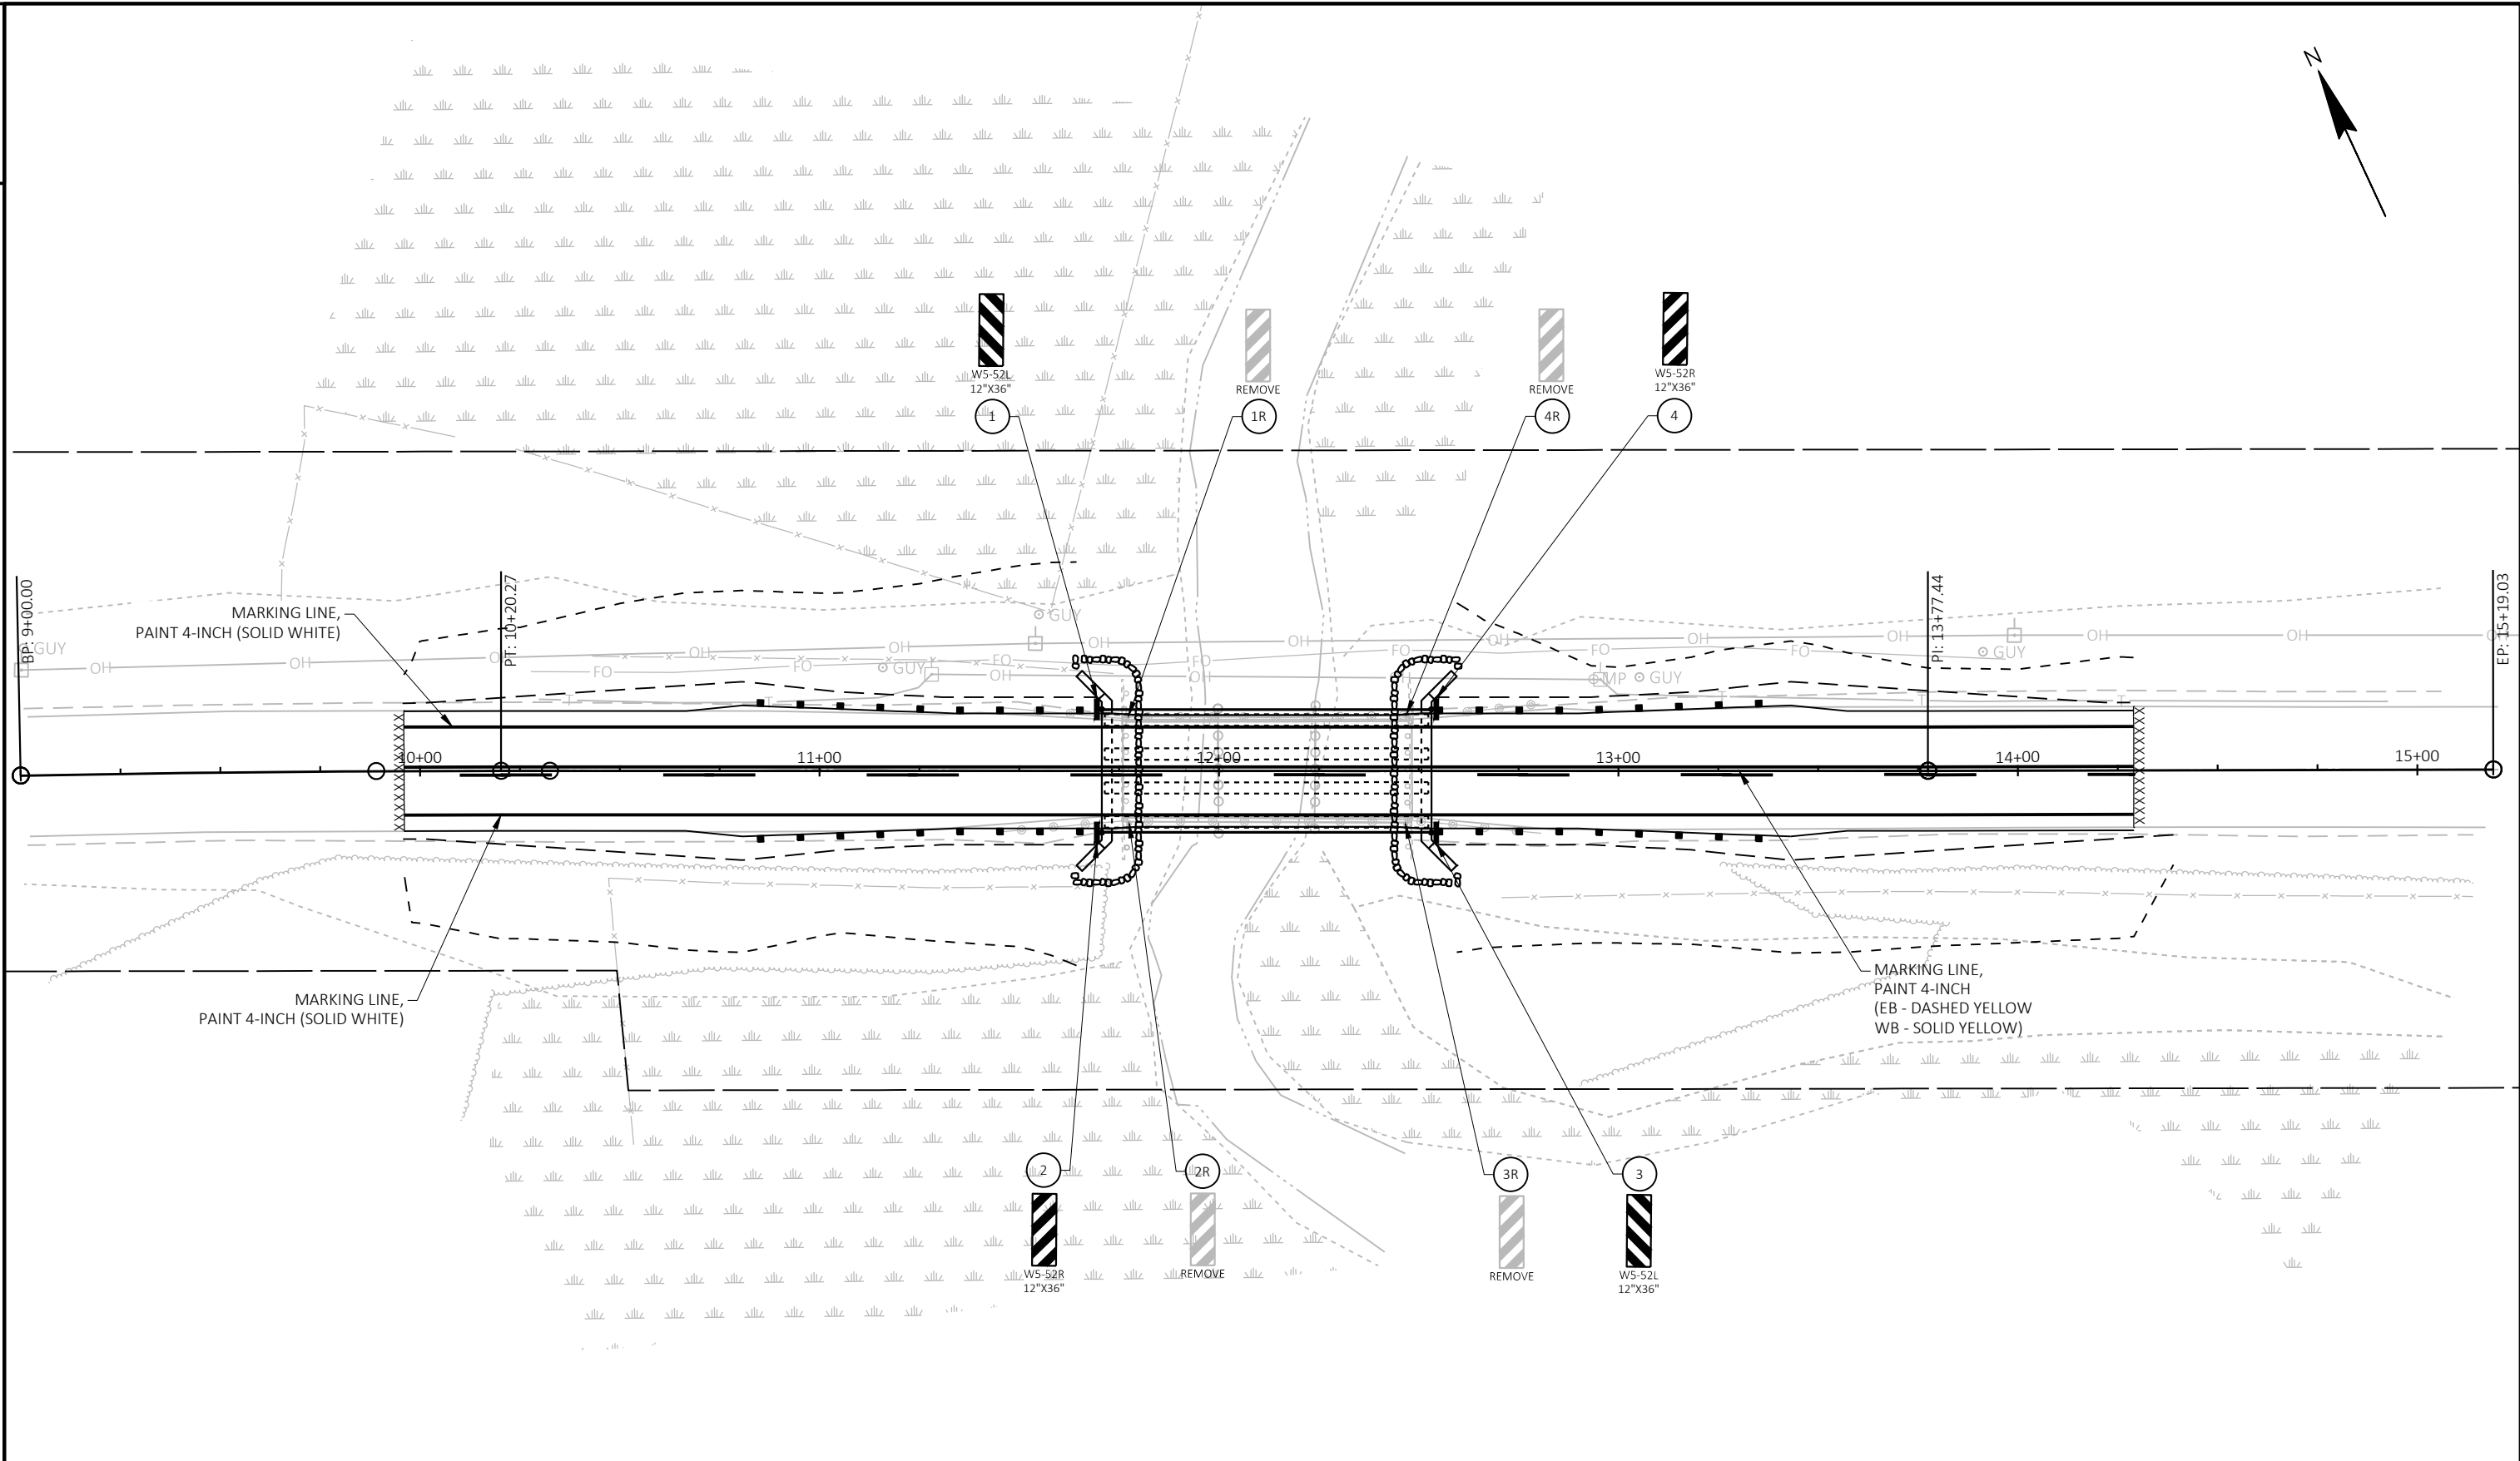 N
W5-52L
12"X36"
1
REMOVE
1R
REMOVE
4R
W5-52R
12"X36"
4
BP: 9+00.00
PT: 10+20.27
PI: 13+77.44
EP: 15+19.03
MARKING LINE,
PAINT 4-INCH (SOLID WHITE)
GUY
GUY
OH OH OH OH OH OH OH OH OH OH OH
GUY
FO FO FO FO FO FO FO
GUY
OH OH
MP
GUY
T T T T T
10+00
11+00
12+00
13+00
14+00
15+00
MARKING LINE,
PAINT 4-INCH (SOLID WHITE)
MARKING LINE,
PAINT 4-INCH
(EB - DASHED YELLOW
WB - SOLID YELLOW)
2
W5-52R
12"X36"
2R
REMOVE
3R
REMOVE
3
W5-52L
12"X36"